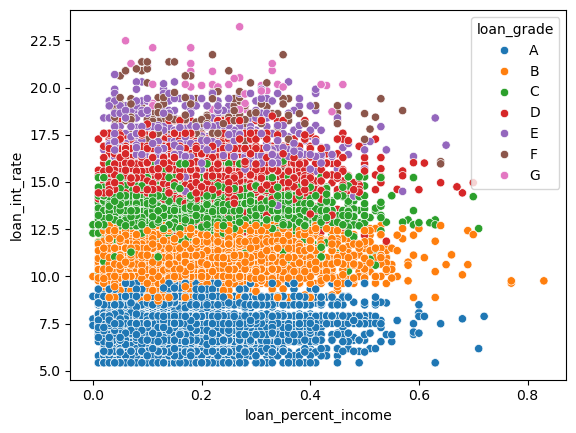 loan_grade
A
B
C
D
E
F
G
22.5
20.0
17.5
15.0
12.5
10.0
7.5
5.0
loan_int_rate
0.0 0.2 0.4 0.6 0.8
loan_percent_income